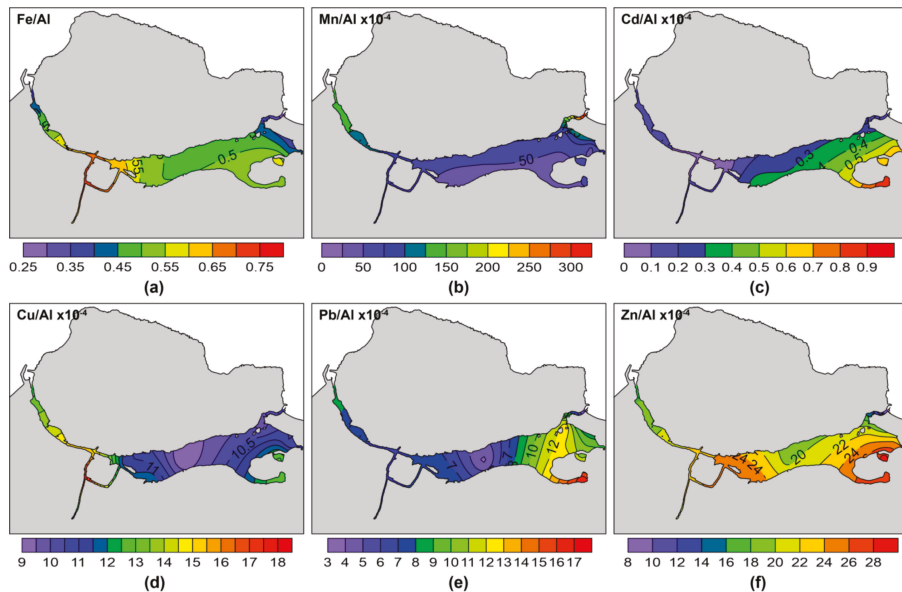 Fe/Al
Mn/Al x10-4
Cd/Al x10-4
0.5
55
0.5
50
0.3
0.4
0.5
0.25 0.35 0.45 0.55 0.65 0.75
0 50 100 150 200 250 300
0 0.1 0.2 0.3 0.4 0.5 0.6 0.7 0.8 0.9
(a)
(b)
(c)
Cu/Al x10-4
Pb/Al x10-4
Zn/Al x10-4
11
10.5
7
7
10
12
24
20
22
24
9 10 11 12 13 14 15 16 17 18
3 4 5 6 7 8 9 10 11 12 13 14 15 16 17
8 10 12 14 16 18 20 22 24 26 28
(d)
(e)
(f)